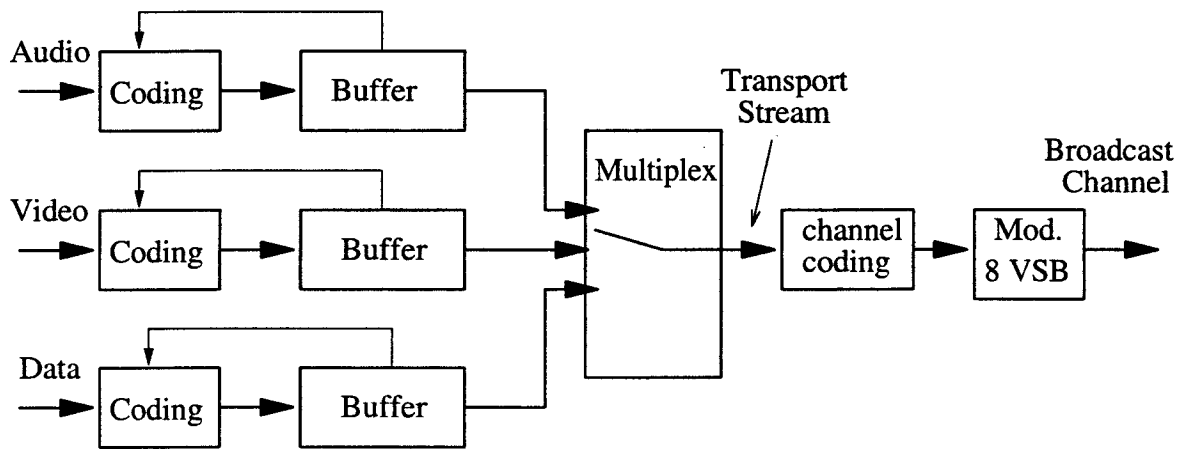 Audio
Coding
Buffer
Video
Coding
Buffer
Data
Coding
Buffer
Multiplex
Transport
Stream
channel
coding
Mod.
8 VSB
Broadcast
Channel